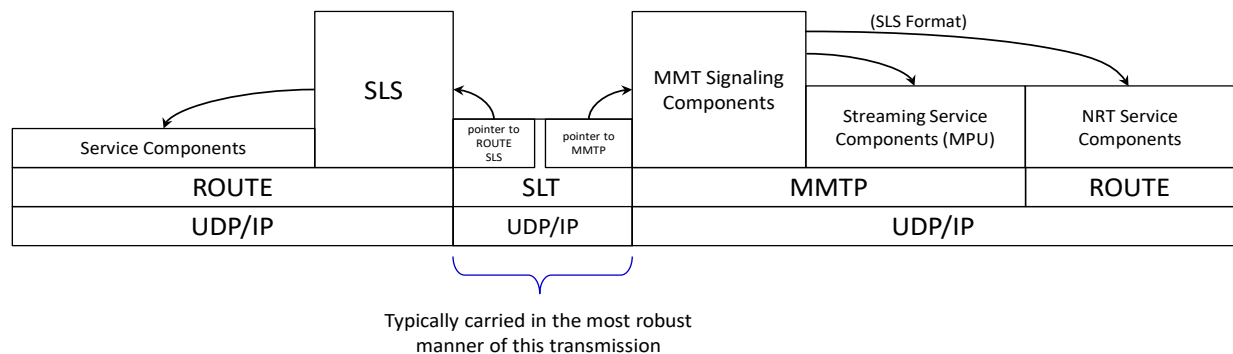 (SLS Format)
SLS
MMT Signaling
Components
Service Components
pointer to
ROUTE
SLS
pointer to
MMTP
Streaming Service
Components (MPU)
NRT Service
Components
ROUTE
SLT
MMTP
ROUTE
UDP/IP
UDP/IP
UDP/IP
Typically carried in the most robust
manner of this transmission